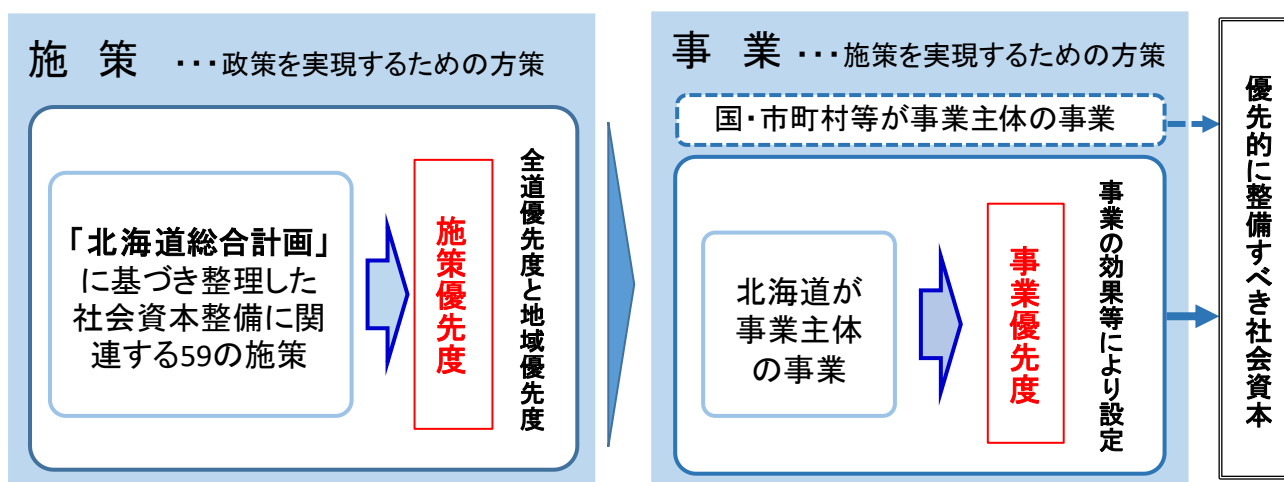 施　策　・・・政策を実現するための方策
「北海道総合計画」
に基づき整理した
社会資本整備に関
連する59の施策
施策優先度
全道優先度と地域優先度
事　業　・・・施策を実現するための方策
国・市町村等が事業主体の事業
北海道が
事業主体
の事業
事業優先度
事業の効果等により設定
優先的に整備すべき社会資本